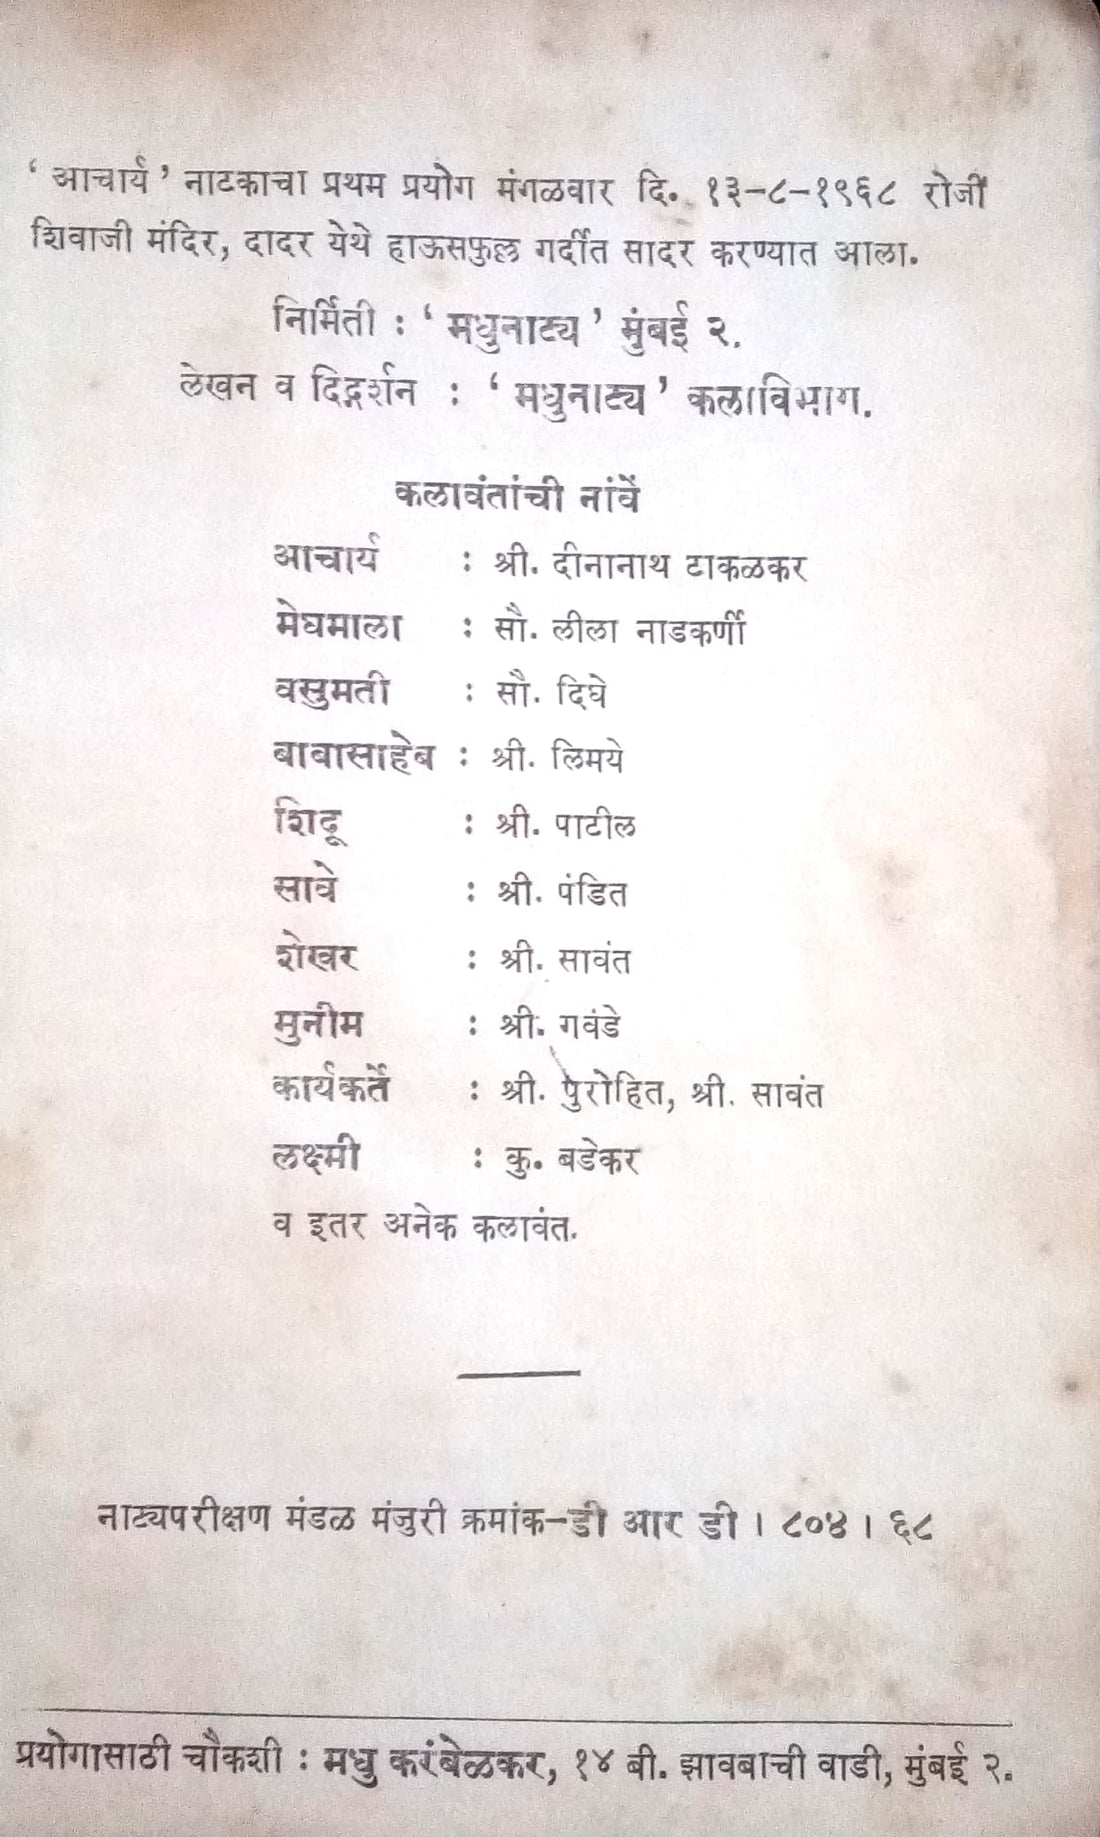 ‘ आचार्य ’ नाटकाचा प्रथम प्रयोग मंगळवार दि. १३-८-१९६८ रोजीं
शिवाजी मंदिर, दादर येथे हाऊसफुल्ल गर्दीत सादर करण्यात आला.
निर्मिती : ‘ मधुनाट्य ’ मुंबई २.
लेखन व दिग्दर्शन : ‘ मधुनाट्य ’ कलाविभाग.
कलावंतांची नांवें
आचार्य : श्री. दीनानाथ टाकळकर
मेघमाला : सौ. लीला नाडकर्णी
वसुमती : सौ. दिघे
बाबासाहेब : श्री. लिमये
शिदू : श्री. पाटील
सावे : श्री. पंडित
शेखर : श्री. सावंत
मुनीम : श्री. गवंडे
कार्यकर्ते : श्री. पुरोहित, श्री. सावंत
लक्ष्मी : कु. बडेकर
व इतर अनेक कलावंत.
नाट्यपरीक्षण मंडळ मंजुरी क्रमांक-डी आर डी । ८०४ । ६८
प्रयोगासाठी चौकशी : मधु करंबेळकर, १४ बी. झावबाची वाडी, मुंबई २.